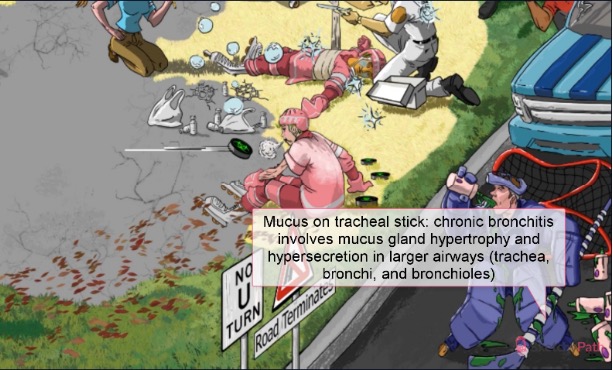 Mucus on tracheal stick: chronic bronchitis
involves mucus gland hypertrophy and
hypersecretion in larger airways (trachea,
bronchi, and bronchioles)
NO
U
TURN
Road Terminates
Path